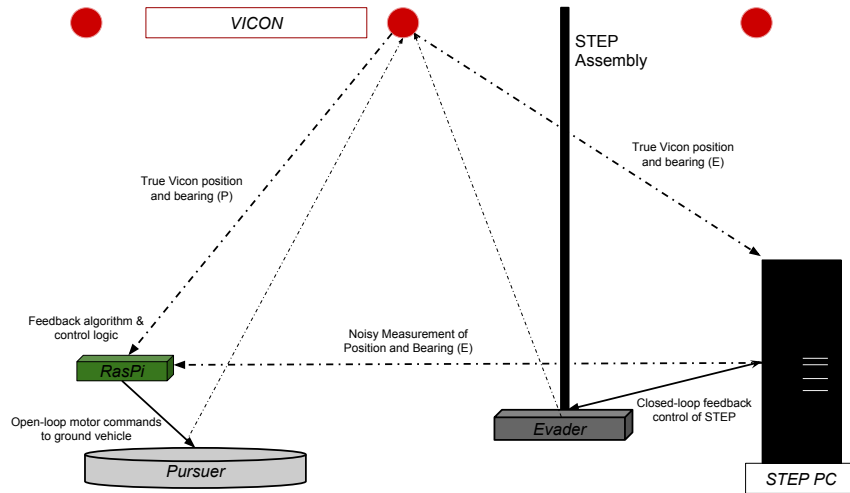 VICON
STEP
Assembly
True Vicon position
and bearing (P)
True Vicon position
and bearing (E)
Feedback algorithm &
control logic
Noisy Measurement of
Position and Bearing (E)
RasPi
Closed-loop feedback
control of STEP
Open-loop motor commands
to ground vehicle
Evader
Pursuer
STEP PC